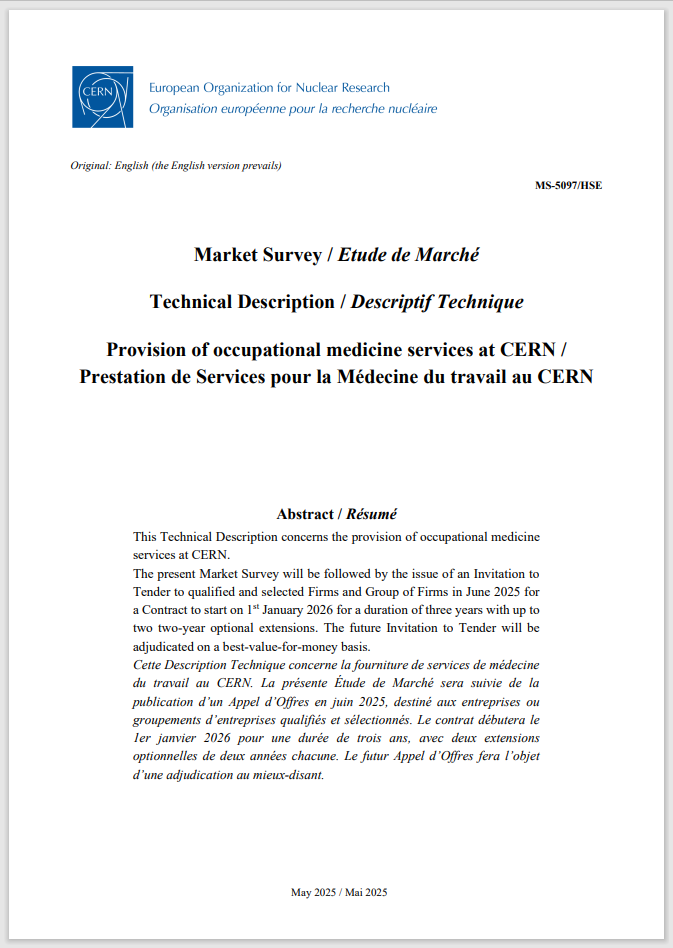 CERN
European Organization for Nuclear Research
Organisation européenne pour la recherche nucléaire
Original: English (the English version prevails)
MS-5097/HSE
Market Survey / Etude de Marché
Technical Description / Descriptif Technique
Provision of occupational medicine services at CERN /
Prestation de Services pour la Médecine du travail au CERN
Abstract / Résumé
This Technical Description concerns the provision of occupational medicine
services at CERN.
The present Market Survey will be followed by the issue of an Invitation to
Tender to qualified and selected Firms and Group of Firms in June 2025 for
a Contract to start on 1st January 2026 for a duration of three years with up to
two two-year optional extensions. The future Invitation to Tender will be
adjudicated on a best-value-for-money basis.
Cette Description Technique concerne la fourniture de services de médecine
du travail au CERN. La présente Étude de Marché sera suivie de la
publication d’un Appel d’Offres en juin 2025, destiné aux entreprises ou
groupements d’entreprises qualifiés et sélectionnés. Le contrat débutera le
1er janvier 2026 pour une durée de trois ans, avec deux extensions
optionnelles de deux années chacune. Le futur Appel d’Offres fera l’objet
d’une adjudication au mieux-disant.
May 2025 / Mai 2025